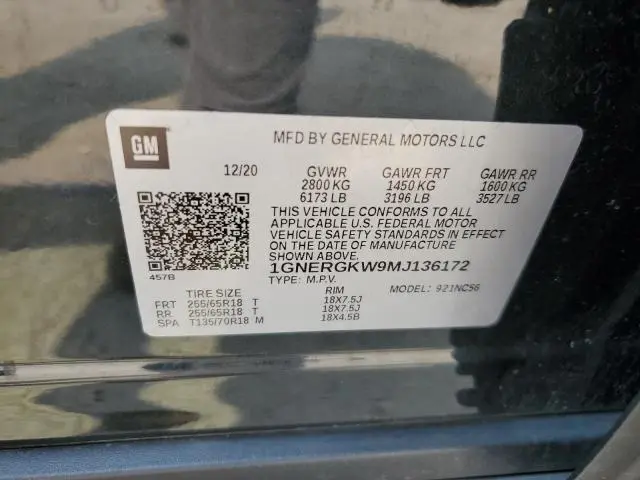 GM
MFD BY GENERAL MOTORS LLC
12/20 GVWR GAWR FRT GAWR RR
2800 KG 1450 KG 1600 KG
6173 LB 3196 LB 3527 LB
THIS VEHICLE CONFORMS TO ALL
APPLICABLE U.S. FEDERAL MOTOR
VEHICLE SAFETY STANDARDS IN EFFECT
ON THE DATE OF MANUFACTURE
SHOWN ABOVE.
1GNERGKW9MJ136172
457B
TYPE: M.P.V. MODEL: 921NC56
TIRE SIZE RIM
FRT 255/65R18 T 18X7.5J
RR 255/65R18 T 18X7.5J
SPA T135/70R18 M 18X4.5B